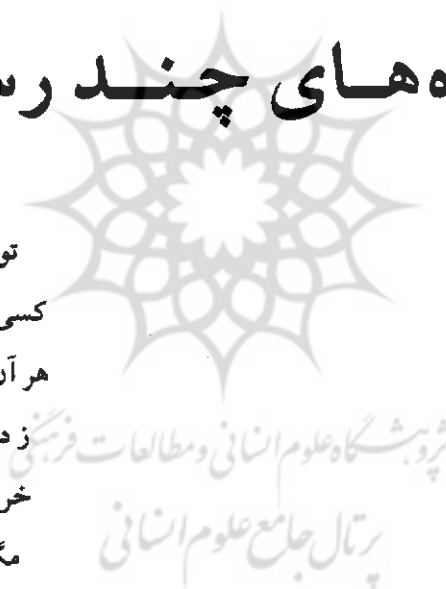 ه‌های چند رس
تو
کسی
هر آن
ز د
پژوهشگاه علوم انسانی و مطالعات فرهنگی
خر
پرتال جامع علوم انسانی
مگ